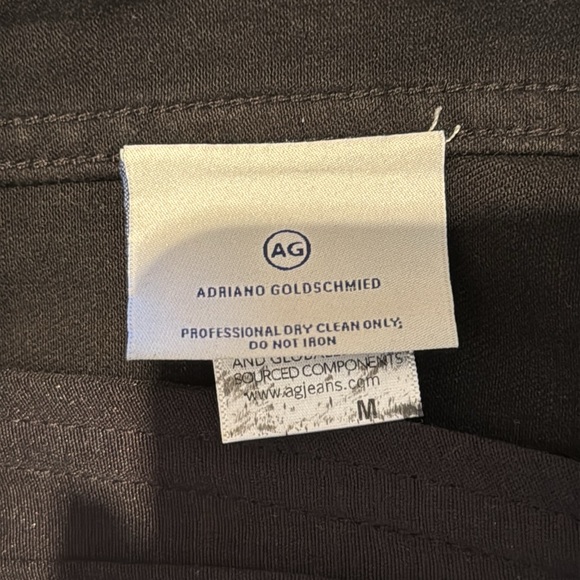 AG
ADRIANO GOLDSCHMIED
PROFESSIONAL DRY CLEAN ONLY;
DO NOT IRON
AND GLOBAL
SOURCED COMPONENTS
www.agjeans.com
M